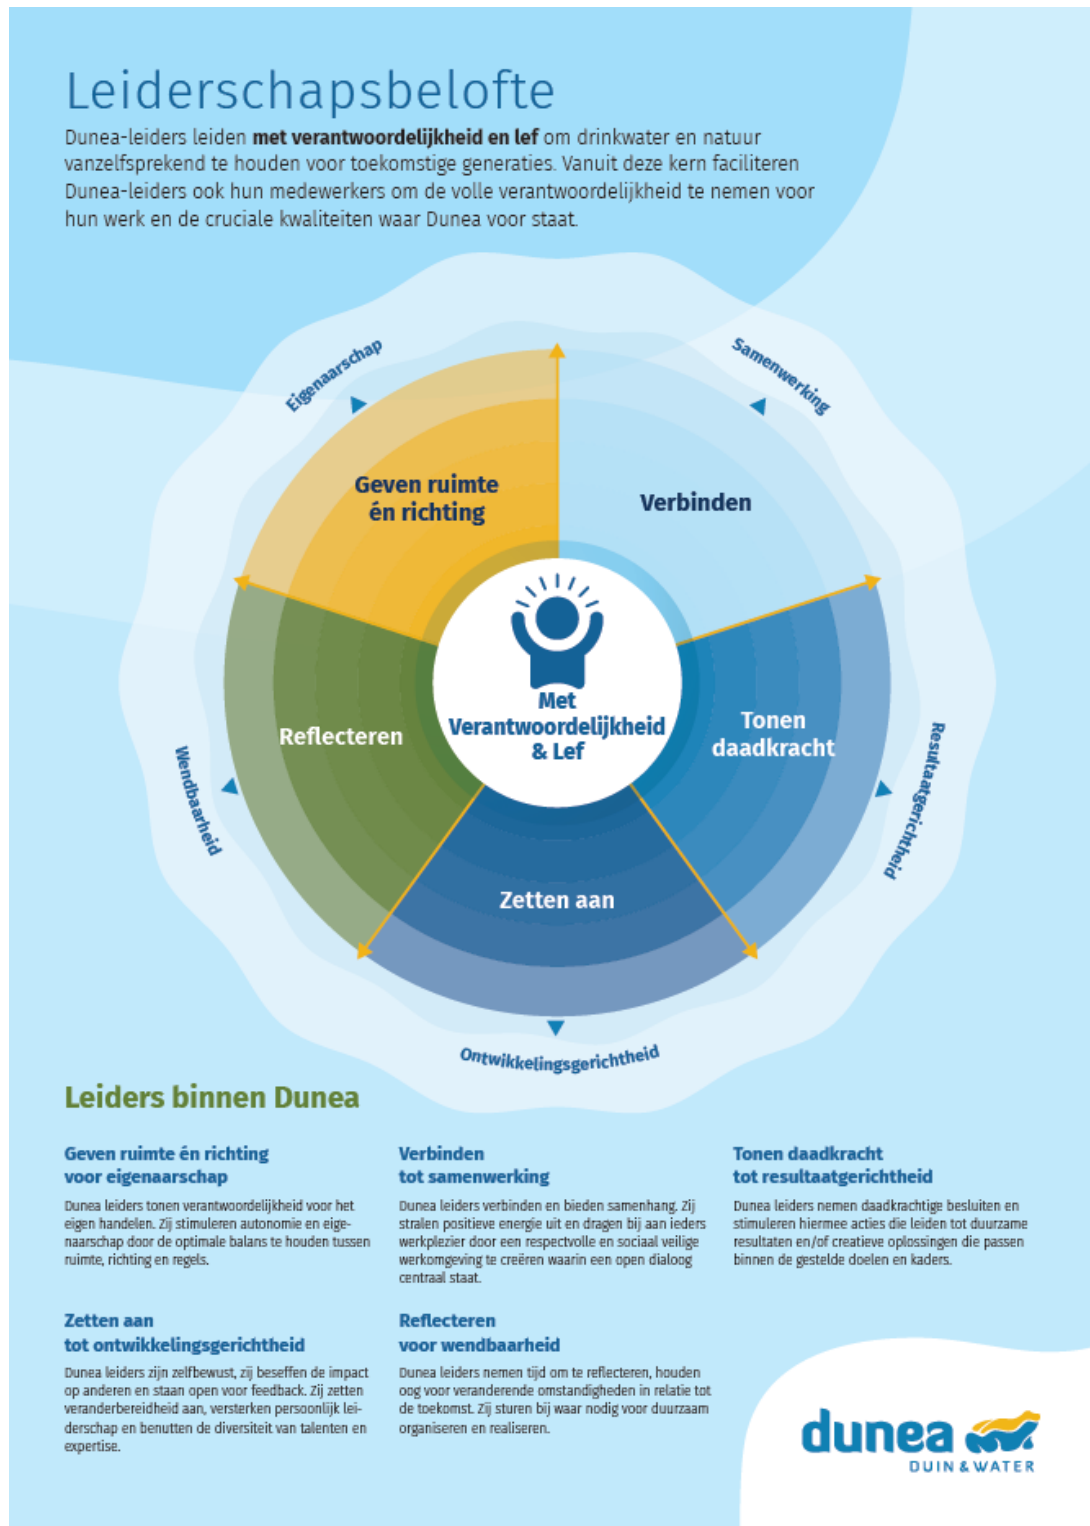 Leiderschapsbelofte
Dunea-leiders leiden met verantwoordelijkheid en lef om drinkwater en natuur
vanzelfsprekend te houden voor toekomstige generaties. Vanuit deze kern faciliteren
Dunea-leiders ook hun medewerkers om de volle verantwoordelijkheid te nemen voor
hun werk en de cruciale kwaliteiten waar Dunea voor staat.
Eigenaarschap
Samenwerking
Geven ruimte
én richting
Verbinden
Met
Verantwoordelijkheid
& Lef
Reflecteren
Tonen
daadkracht
Wendbaarheid
Resultaatgerichtheid
Zetten aan
Ontwikkelingsgerichtheid
Leiders binnen Dunea
Geven ruimte én richting
voor eigenaarschap
Dunea leiders tonen verantwoordelijkheid voor het
eigen handelen. Zij stimuleren autonomie en eige-
naarschap door de optimale balans te houden tussen
ruimte, richting en regels.
Verbinden
tot samenwerking
Dunea leiders verbinden en bieden samenhang. Zij
stralen positieve energie uit en dragen bij aan ieders
werkplezier door een respectvolle en sociaal veilige
werkomgeving te creëren waarin een open dialoog
centraal staat.
Tonen daadkracht
tot resultaatgerichtheid
Dunea leiders nemen daadkrachtige besluiten en
stimuleren hiermee acties die leiden tot duurzame
resultaten en/of creatieve oplossingen die passen
binnen de gestelde doelen en kaders.
Zetten aan
tot ontwikkelingsgerichtheid
Dunea leiders zijn zelfbewust, zij beseffen de impact
op anderen en staan open voor feedback. Zij zetten
veranderbereidheid aan, versterken persoonlijk lei-
derschap en benutten de diversiteit van talenten en
expertise.
Reflecteren
voor wendbaarheid
Dunea leiders nemen tijd om te reflecteren, houden
oog voor veranderende omstandigheden in relatie tot
de toekomst. Zij sturen bij waar nodig voor duurzaam
organiseren en realiseren.
dunea
DUIN & WATER